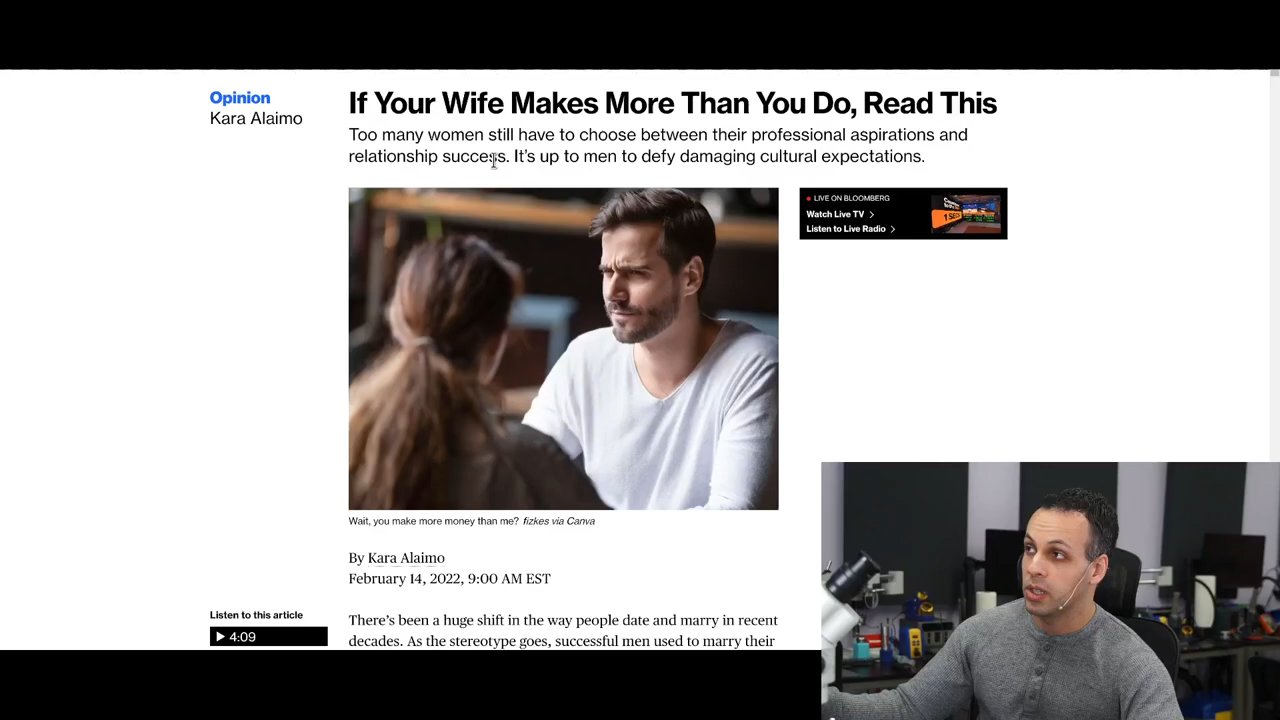 Opinion
Kara Alaimo
If Your Wife Makes More Than You Do, Read This
Too many women still have to choose between their professional aspirations and
relationship success. It’s up to men to defy damaging cultural expectations.
LIVE ON BLOOMBERG
Watch Live TV
Listen to Live Radio
Wait, you make more money than me? fizkes via Canva
By Kara Alaimo
February 14, 2022, 9:00 AM EST
Listen to this article
4:09
There’s been a huge shift in the way people date and marry in recent
decades. As the stereotype goes, successful men used to marry their